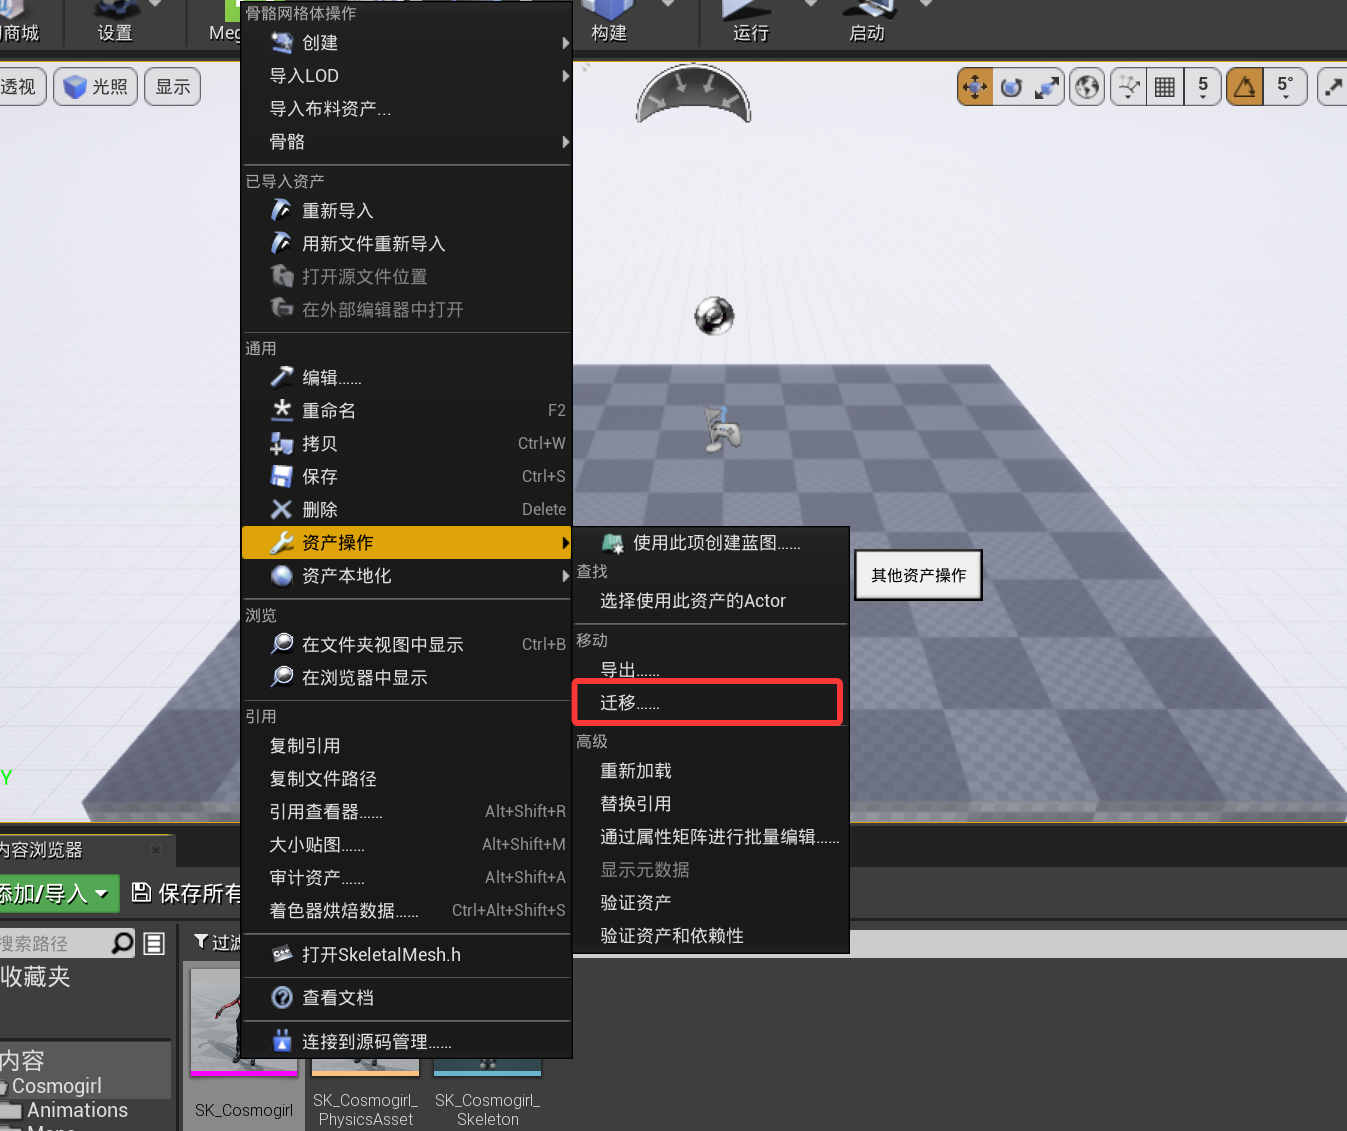 商城
设置
Meg
构建
运行
启动
透视
光照
显示
5
5°
骨骼网格体操作
创建
导入LOD
导入布料资产...
骨骼
已导入资产
重新导入
用新文件重新导入
打开源文件位置
在外部编辑器中打开
通用
编辑......
重命名 F2
拷贝 Ctrl+W
保存 Ctrl+S
删除 Delete
资产操作
资产本地化
浏览
在文件夹视图中显示 Ctrl+B
在浏览器中显示
引用
复制引用
复制文件路径
引用查看器...... Alt+Shift+R
大小贴图...... Alt+Shift+M
审计资产...... Alt+Shift+A
着色器烘焙数据...... Ctrl+Alt+Shift+S
C++
打开SkeletalMesh.h
查看文档
连接到源码管理......
使用此项创建蓝图......
查找
选择使用此资产的Actor
移动
导出......
迁移......
高级
重新加载
替换引用
通过属性矩阵进行批量编辑......
显示元数据
验证资产
验证资产和依赖性
其他资产操作
Y
内容浏览器
添加/导入
保存所有
搜索路径
过滤
收藏夹
内容
Cosmogirl
Animations
SK_Cosmogirl
SK_Cosmogirl_
PhysicsAsset
SK_Cosmogirl_
Skeleton